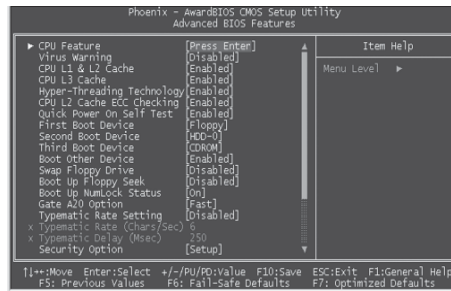 Phoenix - AwardBIOS CMOS Setup Utility
Advanced BIOS Features
▶ CPU Feature [Press Enter]
Virus Warning [Disabled]
CPU L1 & L2 Cache [Enabled]
CPU L3 Cache [Enabled]
Hyper-Threading Technology [Enabled]
CPU L2 Cache ECC Checking [Enabled]
Quick Power On Self Test [Enabled]
First Boot Device [Floppy]
Second Boot Device [HDD-0]
Third Boot Device [CDROM]
Boot Other Device [Enabled]
Swap Floppy Drive [Disabled]
Boot Up Floppy Seek [Disabled]
Boot Up NumLock Status [On]
Gate A20 Option [Fast]
Typematic Rate Setting [Disabled]
x Typematic Rate (Chars/Sec) 6
x Typematic Delay (Msec) 250
Security Option [Setup]
Item Help
Menu Level ▶
↑↓→←:Move Enter:Select +/-/PU/PD:Value F10:Save ESC:Exit F1:General Help
F5: Previous Values F6: Fail-Safe Defaults F7: Optimized Defaults